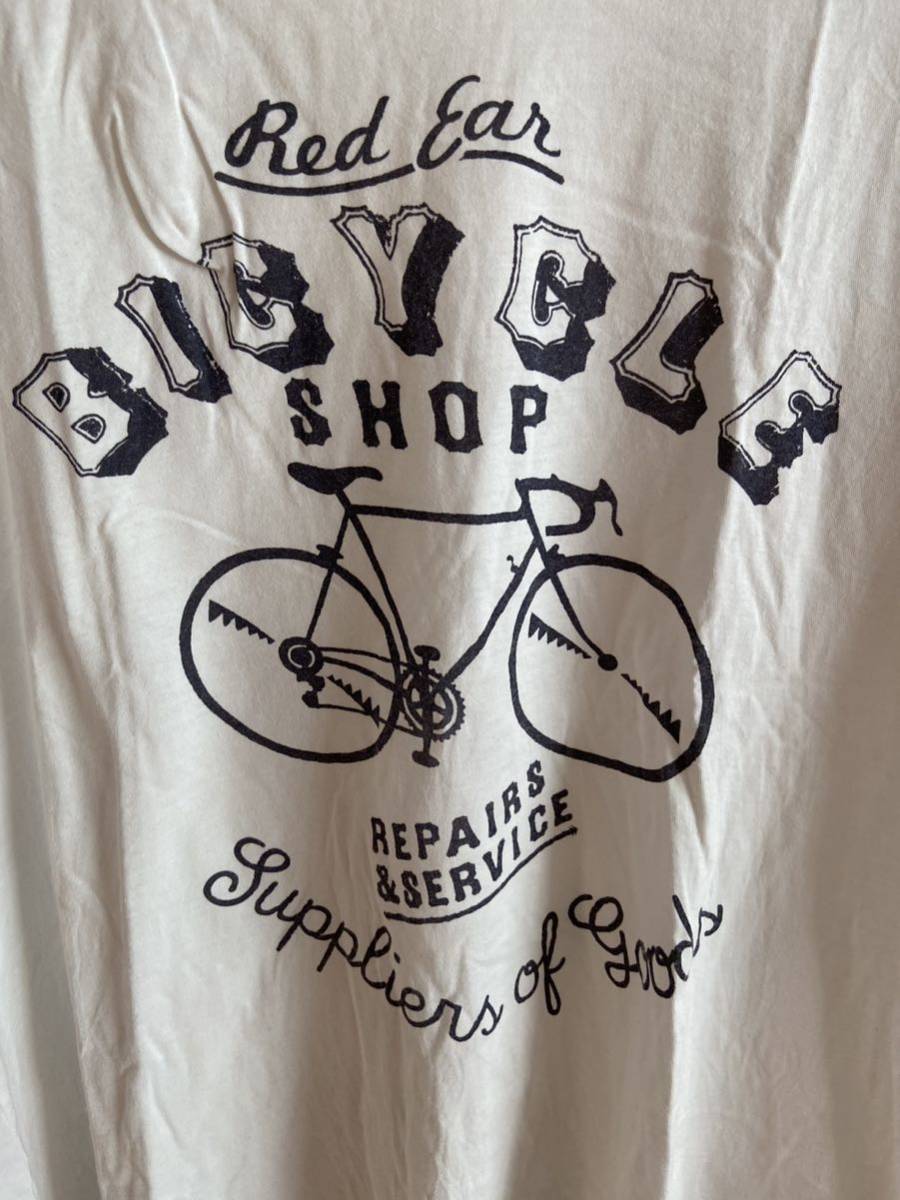 Red Ear
BICYCLE
SHOP
REPAIRS
&SERVICE
Suppliers of Goods